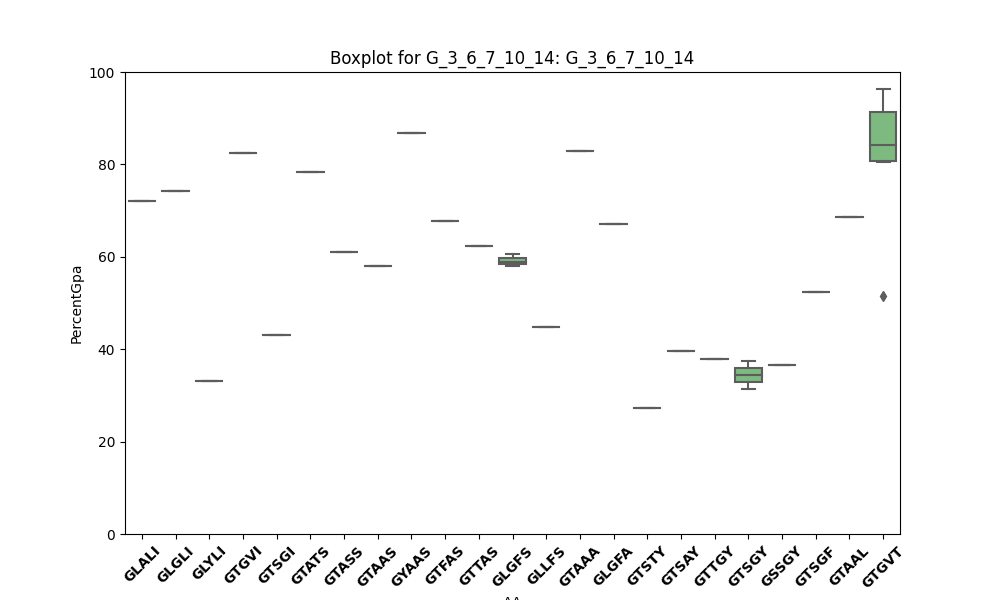 Boxplot for G_3_6_7_10_14: G_3_6_7_10_14
PercentGpa
100
80
60
40
20
0
GLALI
GLGLI
GLYLI
GTGVI
GTSGI
GTATS
GTASS
GTAAS
GYAAS
GTFAS
GTTAS
GLGFS
GLLFS
GTAAA
GLGFA
GTSTY
GTSAY
GTTGY
GTSGY
GSSGY
GTSGF
GTAAL
GTGVT